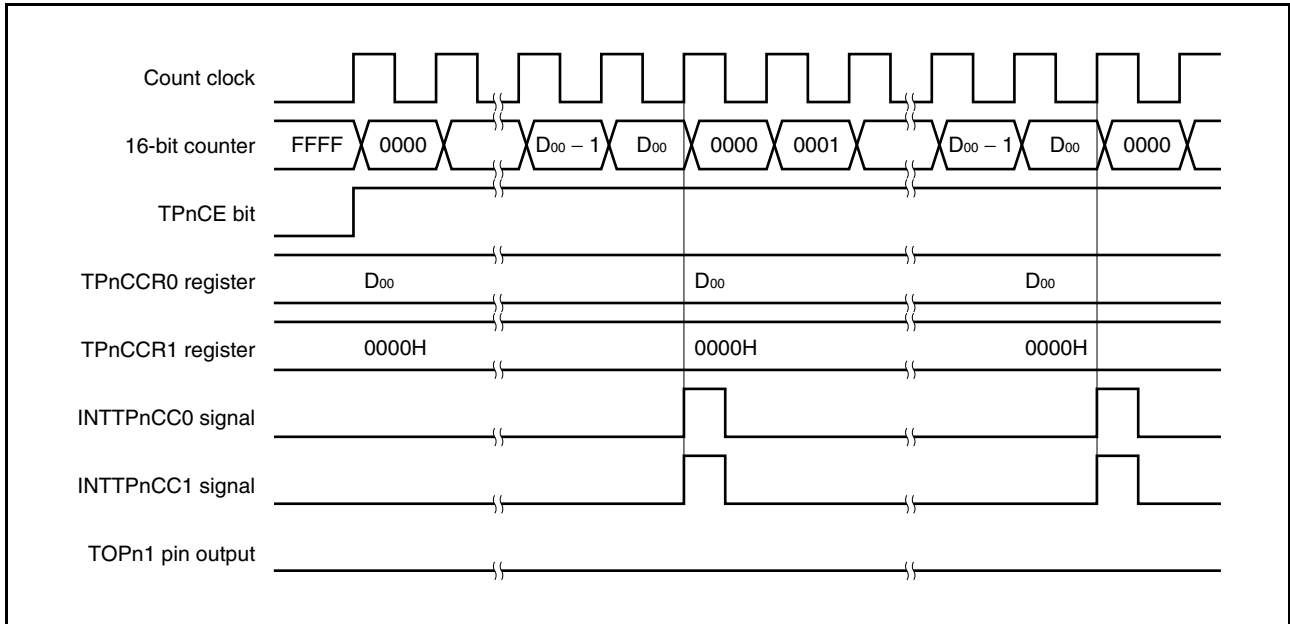 Count clock
16-bit counter FFFF 0000 D00 − 1 D00 0000 0001 D00 − 1 D00 0000
TPnCE bit
TPnCCR0 register D00 D00 D00
TPnCCR1 register 0000H 0000H 0000H
INTTPnCC0 signal
INTTPnCC1 signal
TOPn1 pin output